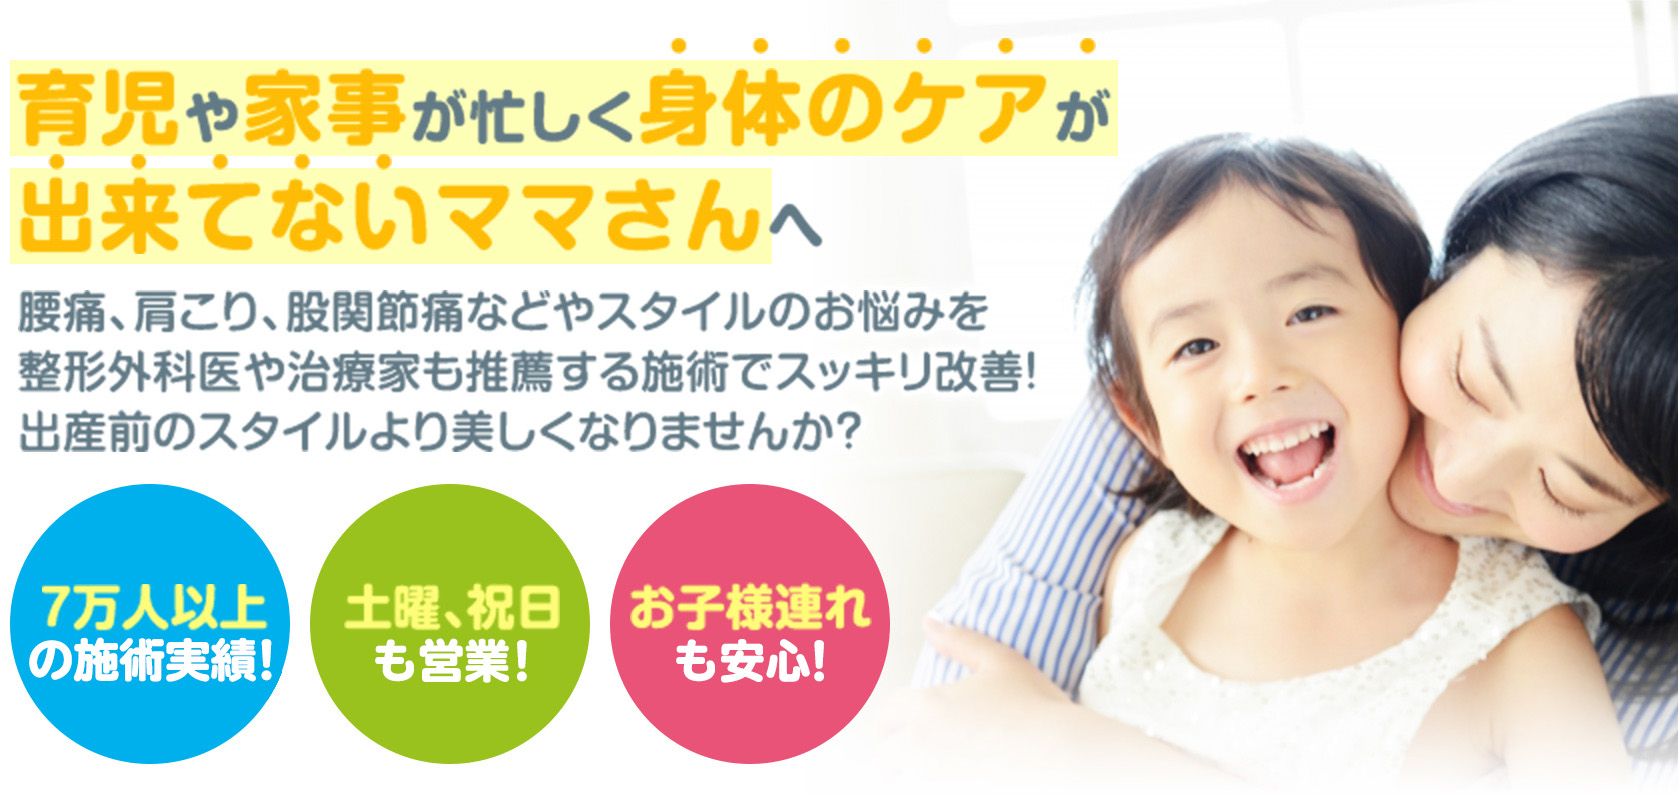 育児や家事が忙しく身体のケアが
出来てないママさんへ
腰痛、肩こり、股関節痛などやスタイルのお悩みを
整形外科医や治療家も推薦する施術でスッキリ改善！
出産前のスタイルより美しくなりませんか？
7万人以上
の施術実績！
土曜、祝日
も営業！
お子様連れ
も安心！